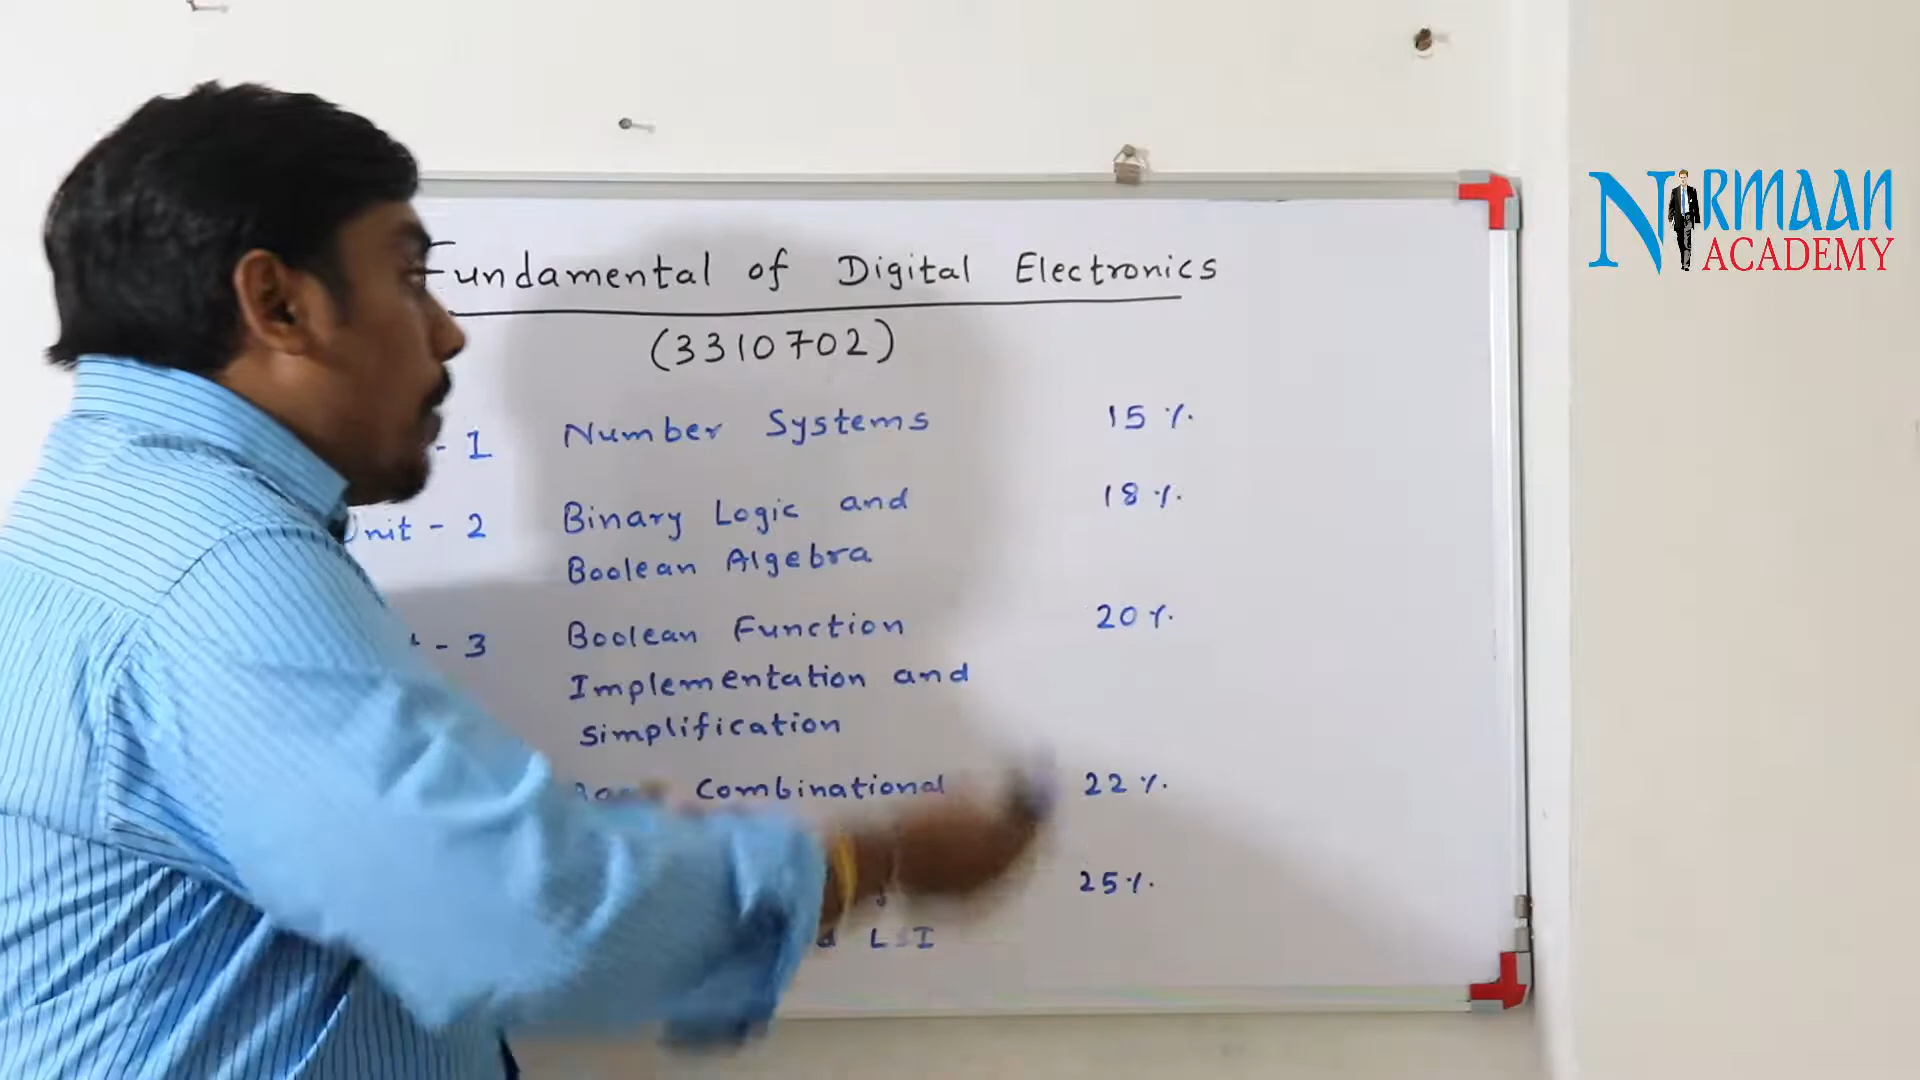 NIRMAAN
ACADEMY
Fundamental of Digital Electronics
(3310702)
- 1 Number Systems 15 %.
Unit - 2 Binary Logic and 18 %.
Boolean Algebra
- 3 Boolean Function 20 %.
Implementation and
simplification
Combinational 22 %.
25 %.
LSI